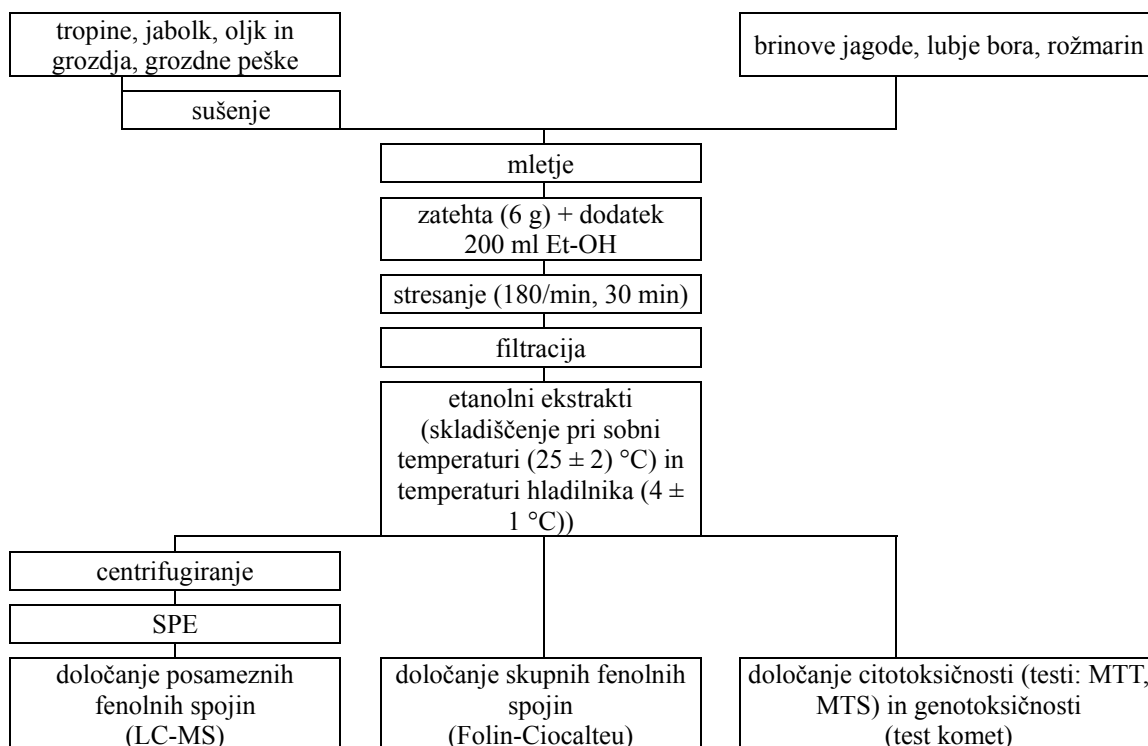 tropine, jabolk, oljk in
grozdja, grozdne peške
brinove jagode, lubje bora, rožmarin
sušenje
mletje
zatehta (6 g) + dodatek
200 ml Et-OH
stresanje (180/min, 30 min)
filtracija
etanolni ekstrakti
(skladiščenje pri sobni
temperaturi (25 ± 2) °C) in
temperaturi hladilnika (4 ±
1 °C))
centrifugiranje
SPE
določanje posameznih
fenolnih spojin
(LC-MS)
določanje skupnih fenolnih
spojin
(Folin-Ciocalteu)
določanje citotoksičnosti (testi: MTT,
MTS) in genotoksičnosti
(test komet)